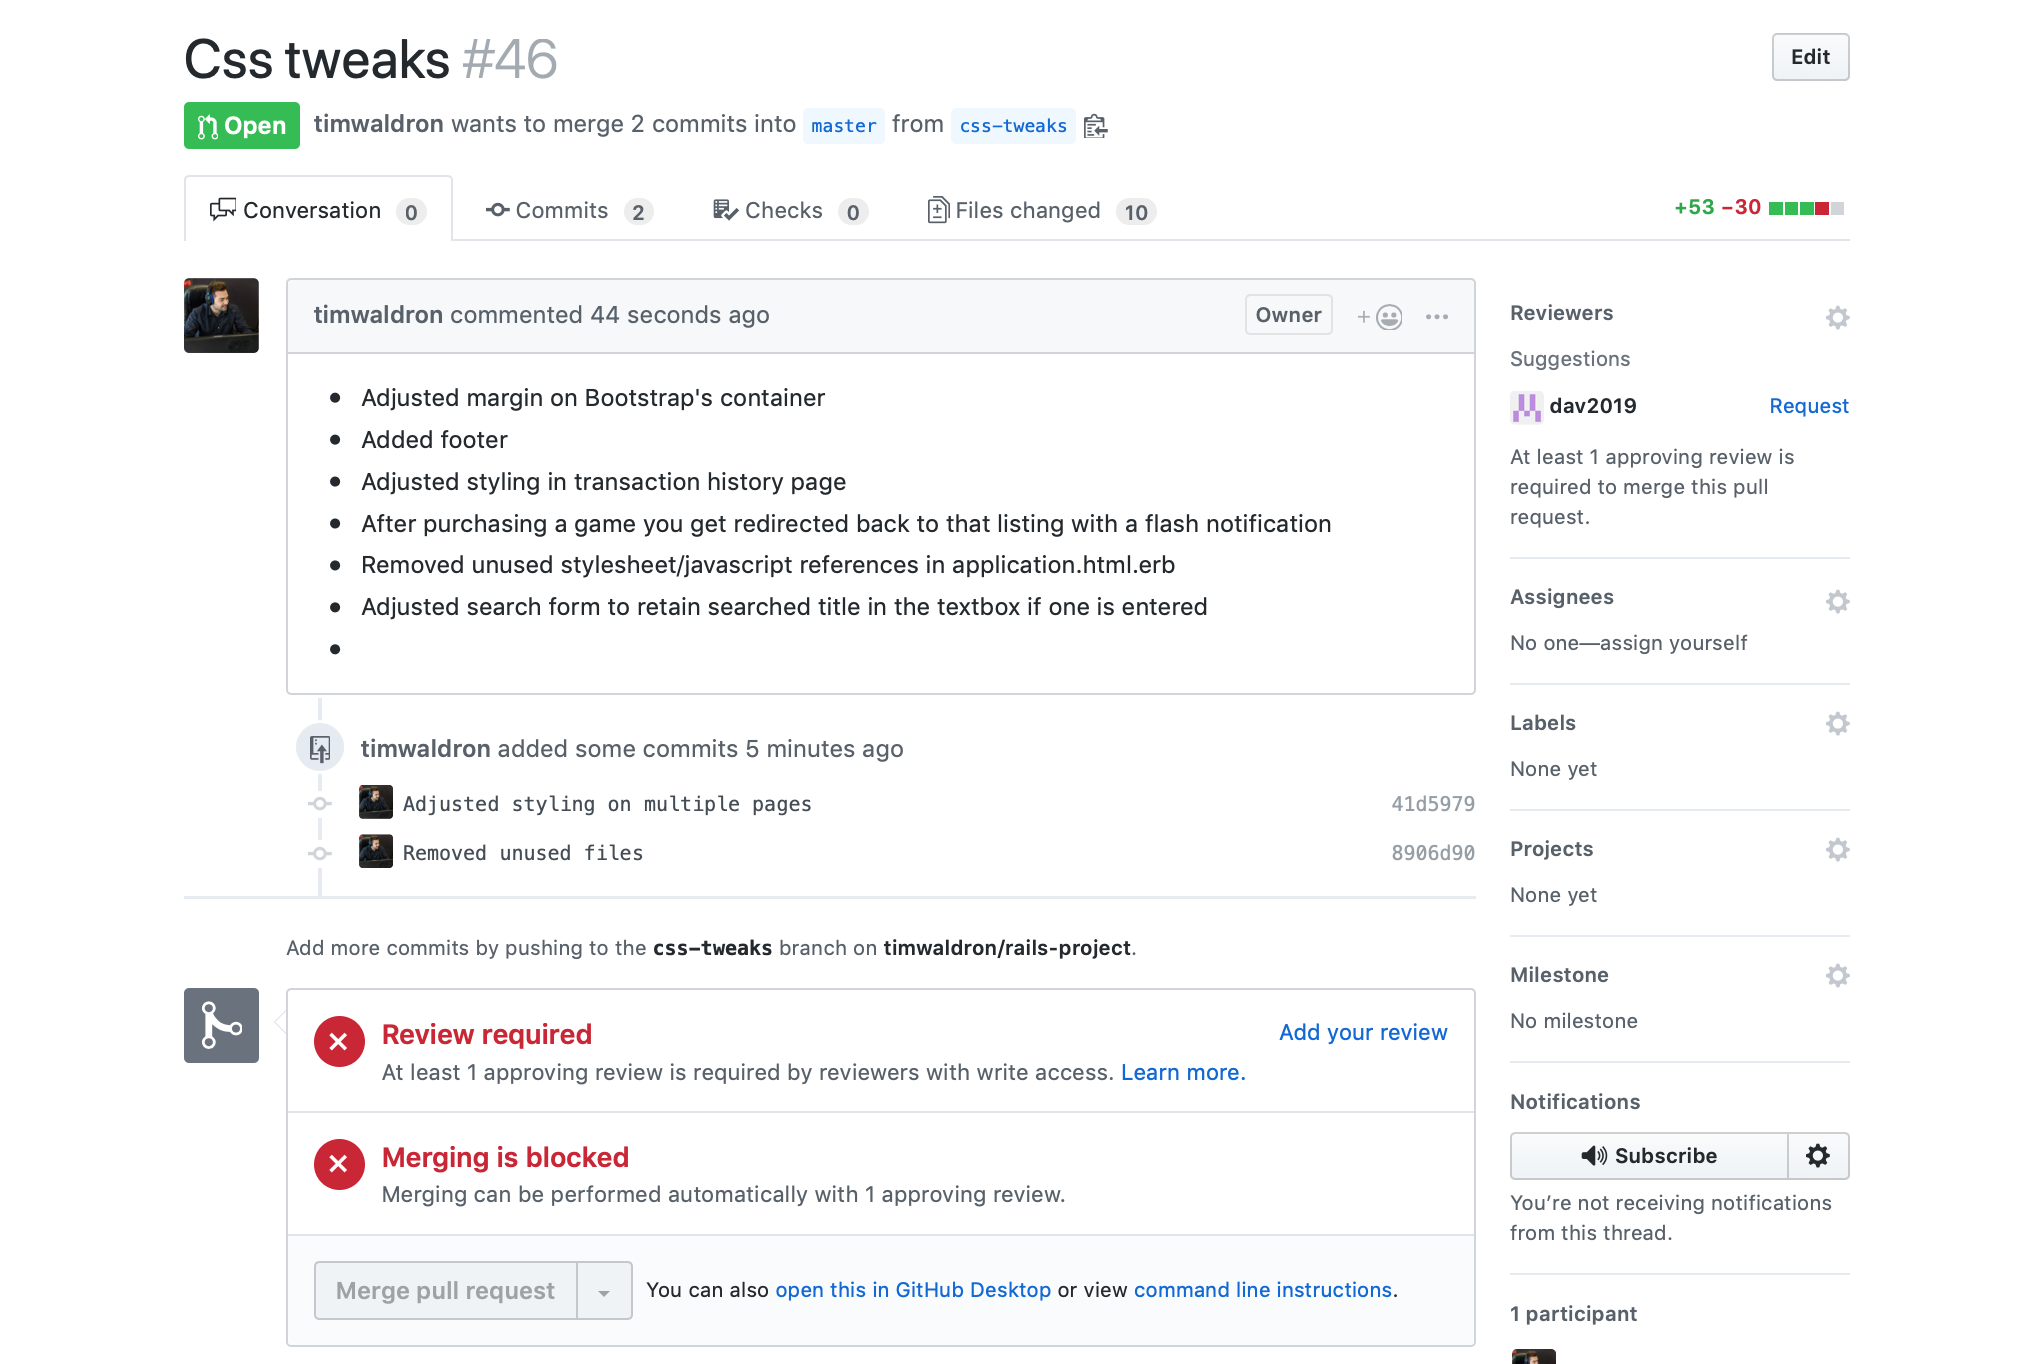 Css tweaks #46
Edit
Open
timwaldron wants to merge 2 commits into master from css-tweaks
Conversation 0
Commits 2
Checks 0
Files changed 10
+53 −30
timwaldron commented 44 seconds ago
Owner
Adjusted margin on Bootstrap's container
Added footer
Adjusted styling in transaction history page
After purchasing a game you get redirected back to that listing with a flash notification
Removed unused stylesheet/javascript references in application.html.erb
Adjusted search form to retain searched title in the textbox if one is entered
timwaldron added some commits 5 minutes ago
Adjusted styling on multiple pages 41d5979
Removed unused files 8906d90
Add more commits by pushing to the css-tweaks branch on timwaldron/rails-project.
Review required
Add your review
At least 1 approving review is required by reviewers with write access. Learn more.
Merging is blocked
Merging can be performed automatically with 1 approving review.
Merge pull request
You can also open this in GitHub Desktop or view command line instructions.
Reviewers
Suggestions
dav2019 Request
At least 1 approving review is
required to merge this pull
request.
Assignees
No one—assign yourself
Labels
None yet
Projects
None yet
Milestone
No milestone
Notifications
Subscribe
You’re not receiving notifications
from this thread.
1 participant